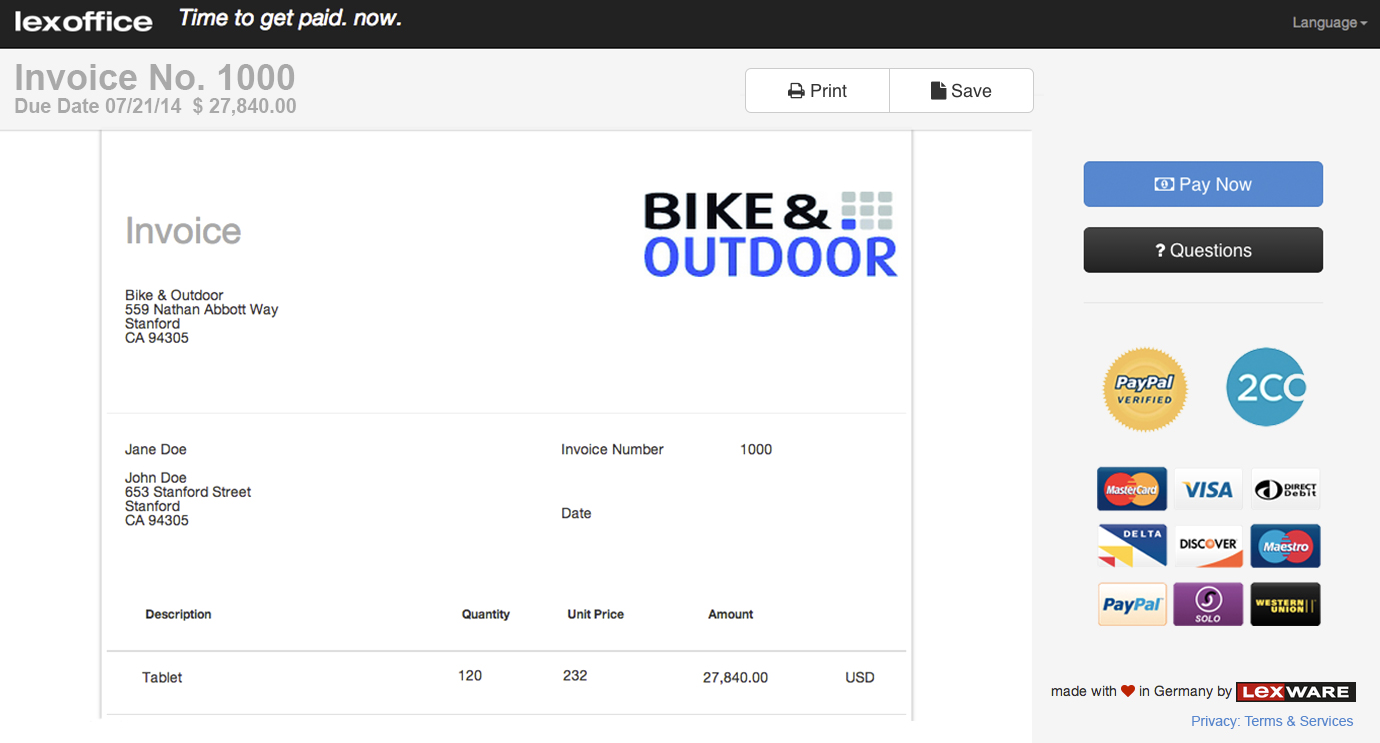 lexoffice Time to get paid. now. Language
Invoice No. 1000
Due Date 07/21/14 $ 27,840.00
Print Save
Pay Now
? Questions
BIKE &
OUTDOOR
Invoice
Bike & Outdoor
559 Nathan Abbott Way
Stanford
CA 94305
PayPal
VERIFIED
2CO
Jane Doe Invoice Number 1000
John Doe
653 Stanford Street
Stanford
CA 94305
Date
MasterCard VISA DIRECT
Debit
DELTA DISCOVER Maestro
PayPal SOLO WESTERN
UNION
Description Quantity Unit Price Amount
Tablet 120 232 27,840.00 USD
made with in Germany by LEXWARE
Privacy: Terms & Services